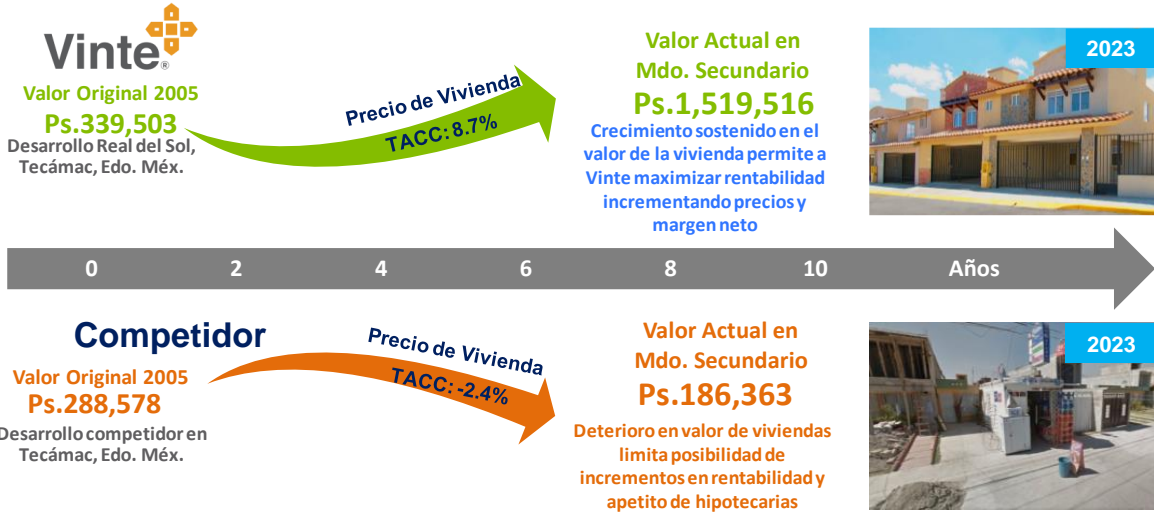 Vinte®
Valor Original 2005
Ps.339,503
Desarrollo Real del Sol,
Tecámac, Edo. Méx.
Precio de Vivienda
TACC: 8.7%
Valor Actual en
Mdo. Secundario
Ps.1,519,516
Crecimiento sostenido en el
valor de la vivienda permite a
Vinte maximizar rentabilidad
incrementando precios y
margen neto
2023
0 2 4 6 8 10 Años
Competidor
Valor Original 2005
Ps.288,578
Desarrollo competidor en
Tecámac, Edo. Méx.
Precio de Vivienda
TACC: -2.4%
Valor Actual en
Mdo. Secundario
Ps.186,363
Deterioro en valor de viviendas
limita posibilidad de
incrementos en rentabilidad y
apetito de hipotecarias
2023